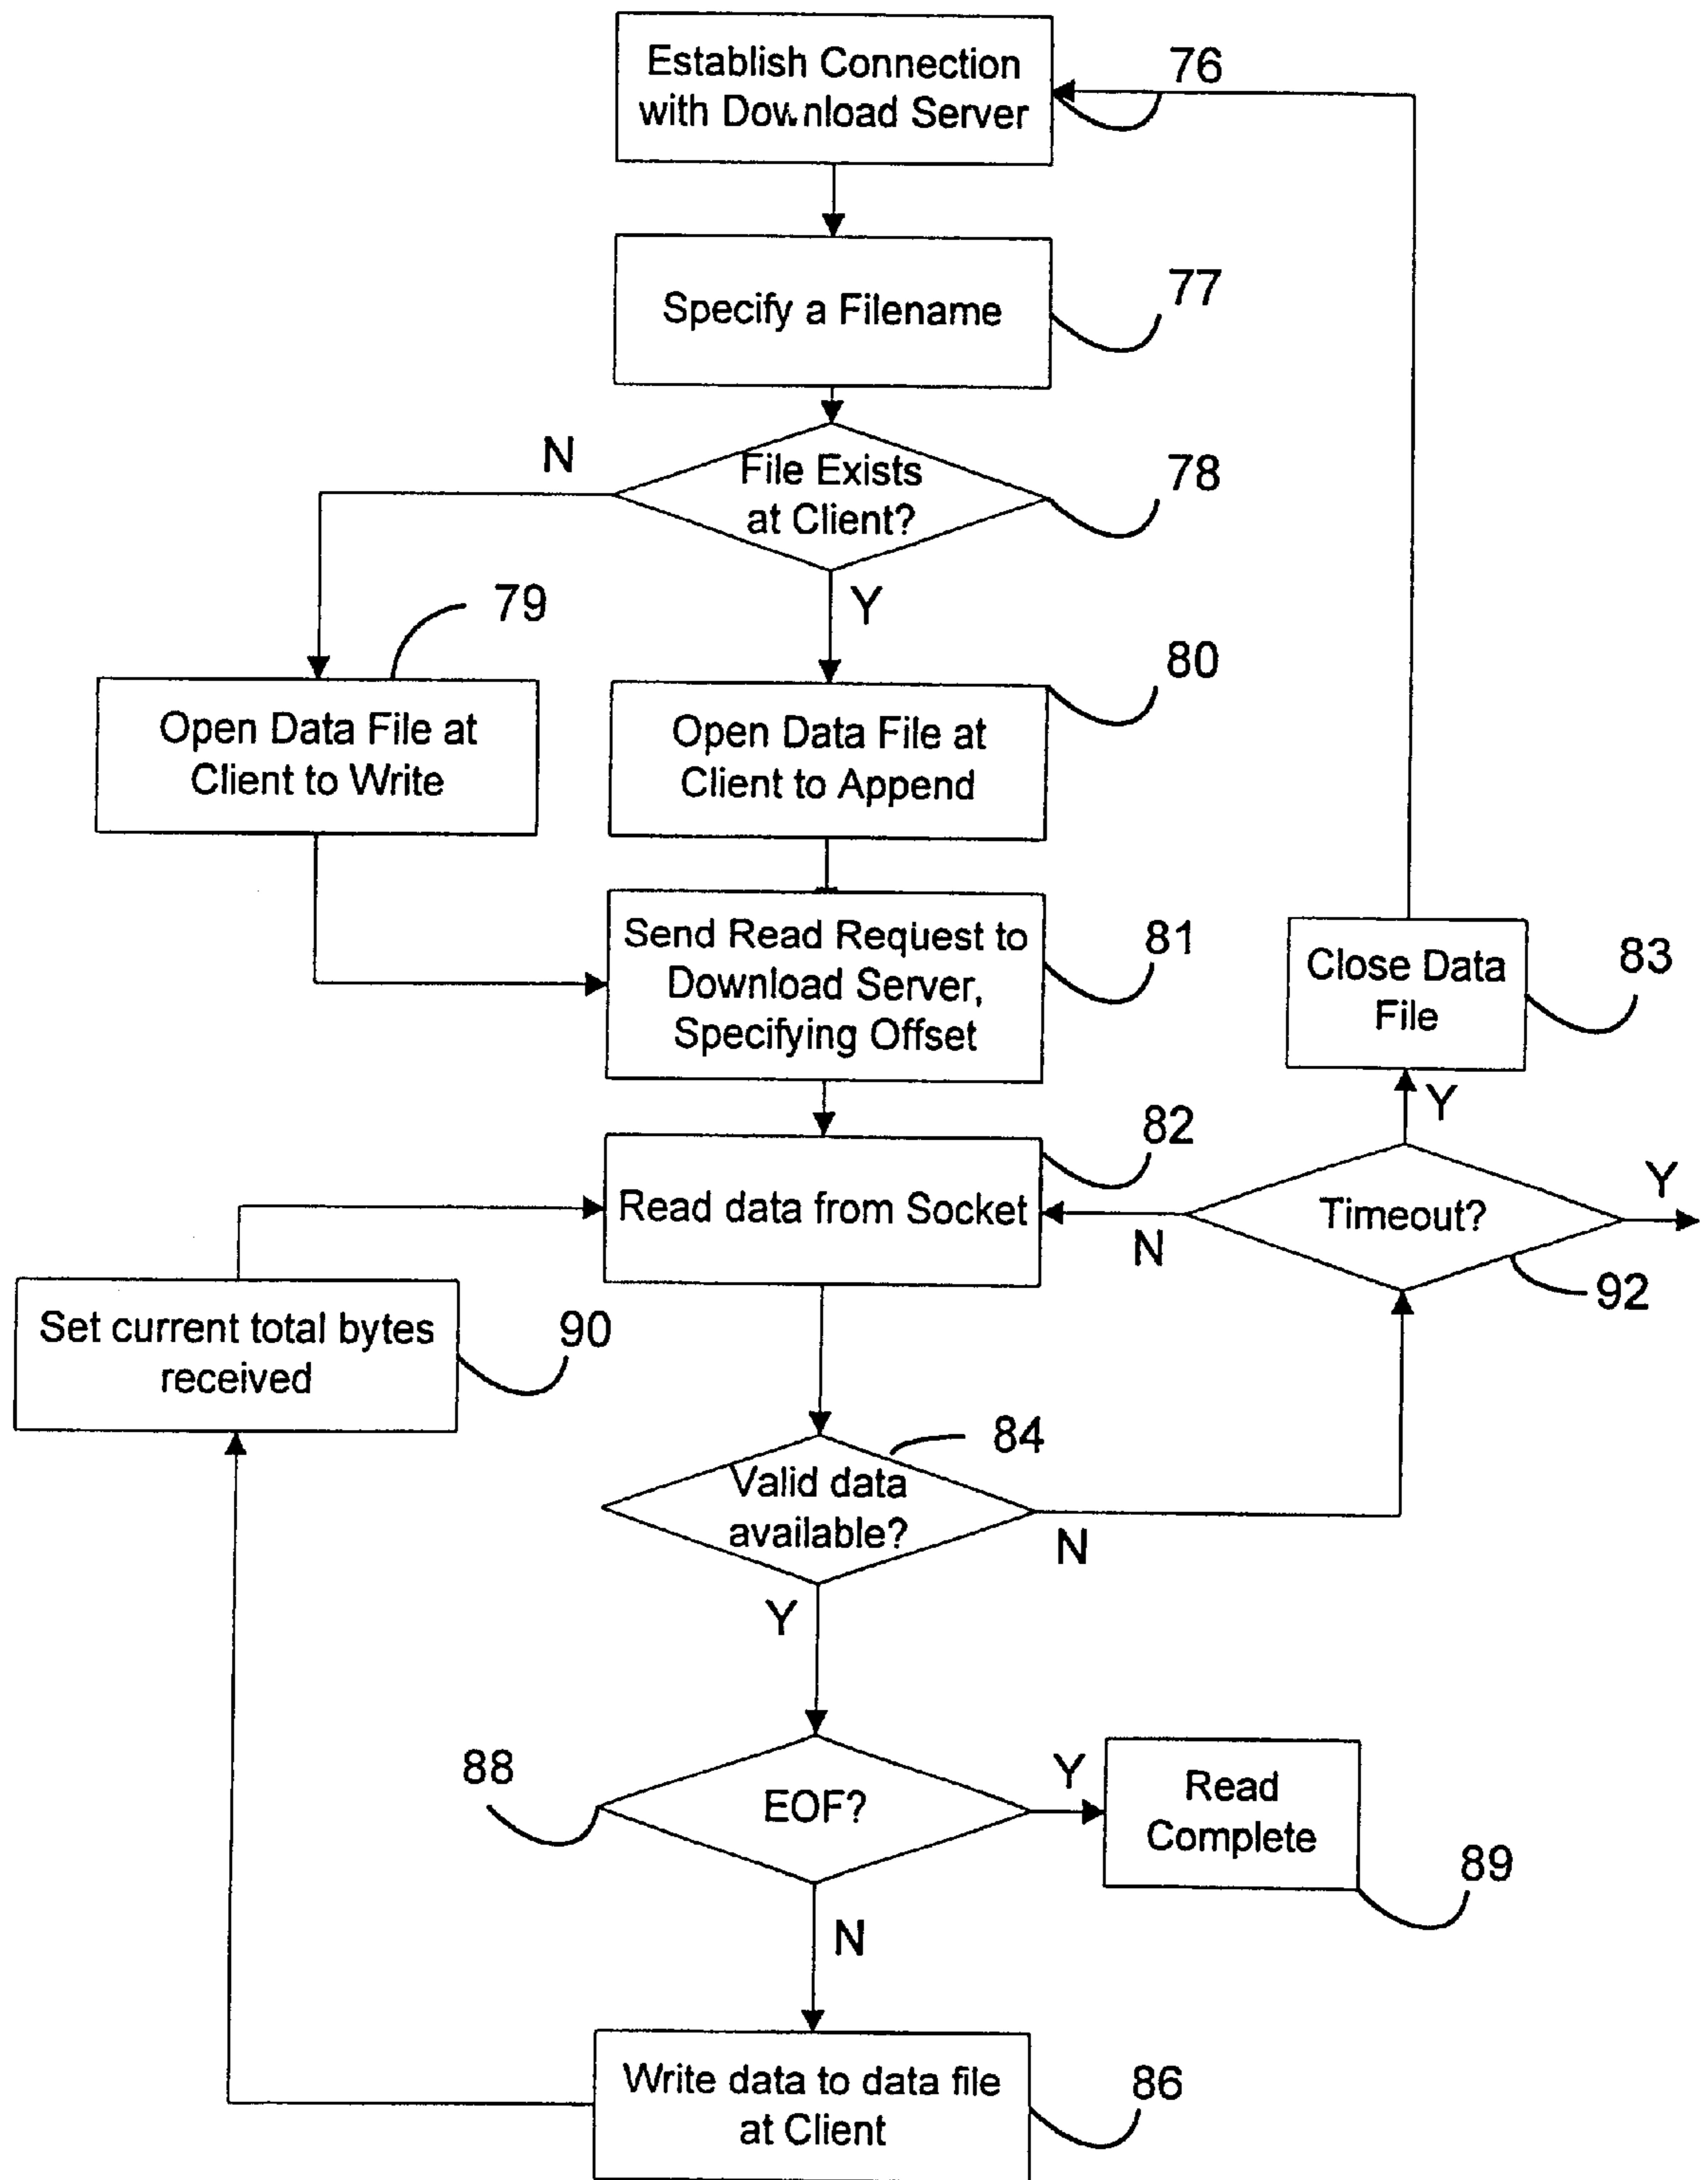 Establish Connection
with Download Server
76
Specify a Filename
77
N
File Exists
at Client?
78
Y
79
80
Open Data File at
Client to Write
Open Data File at
Client to Append
Send Read Request to
Download Server,
Specifying Offset
81
Close Data
File
83
Y
82
Read data from Socket
N
Timeout?
Y
92
Set current total bytes
received
90
84
Valid data
available?
N
Y
88
EOF?
Y
Read
Complete
89
N
Write data to data file
at Client
86